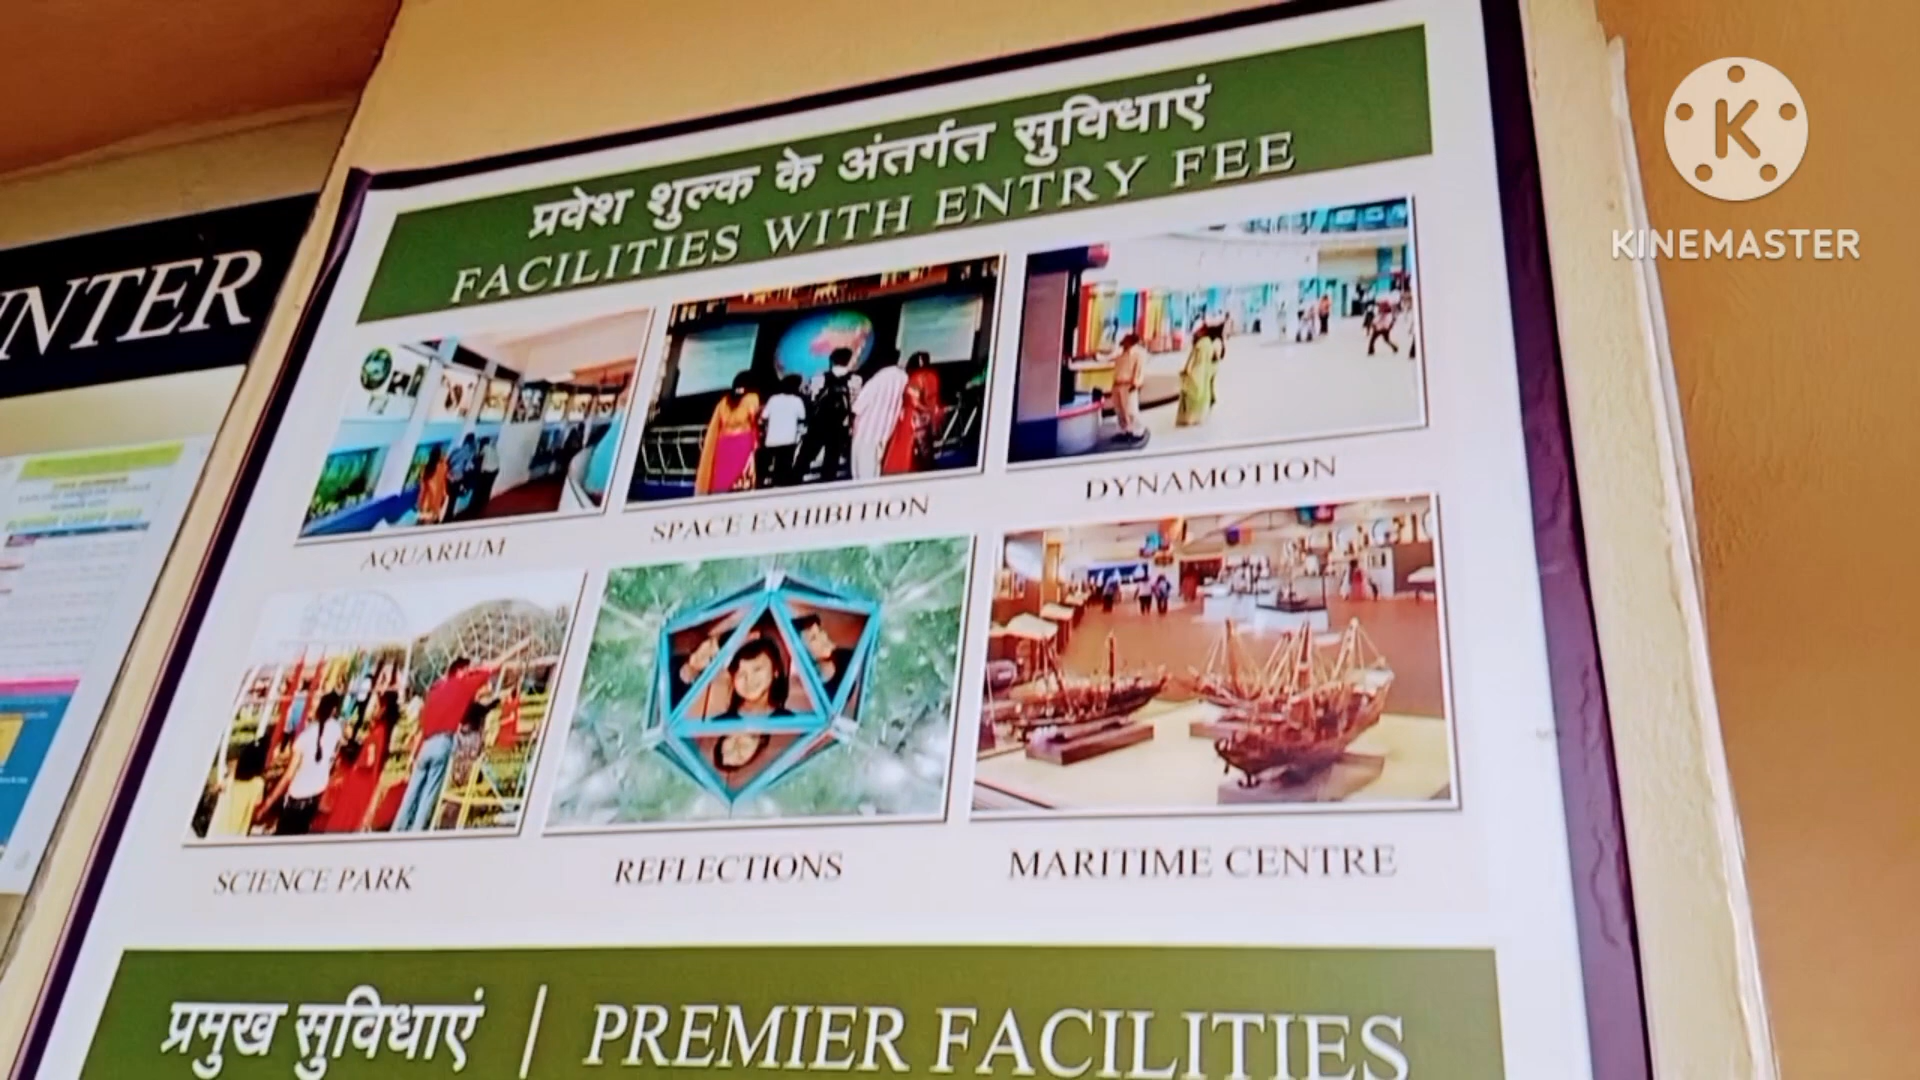 प्रवेश शुल्क के अंतर्गत सुविधाएं
FACILITIES WITH ENTRY FEE
K
KINEMASTER
NTER
AQUARIUM
SPACE EXHIBITION
DYNAMOTION
SCIENCE PARK
REFLECTIONS
MARITIME CENTRE
प्रमुख सुविधाएं | PREMIER FACILITIES